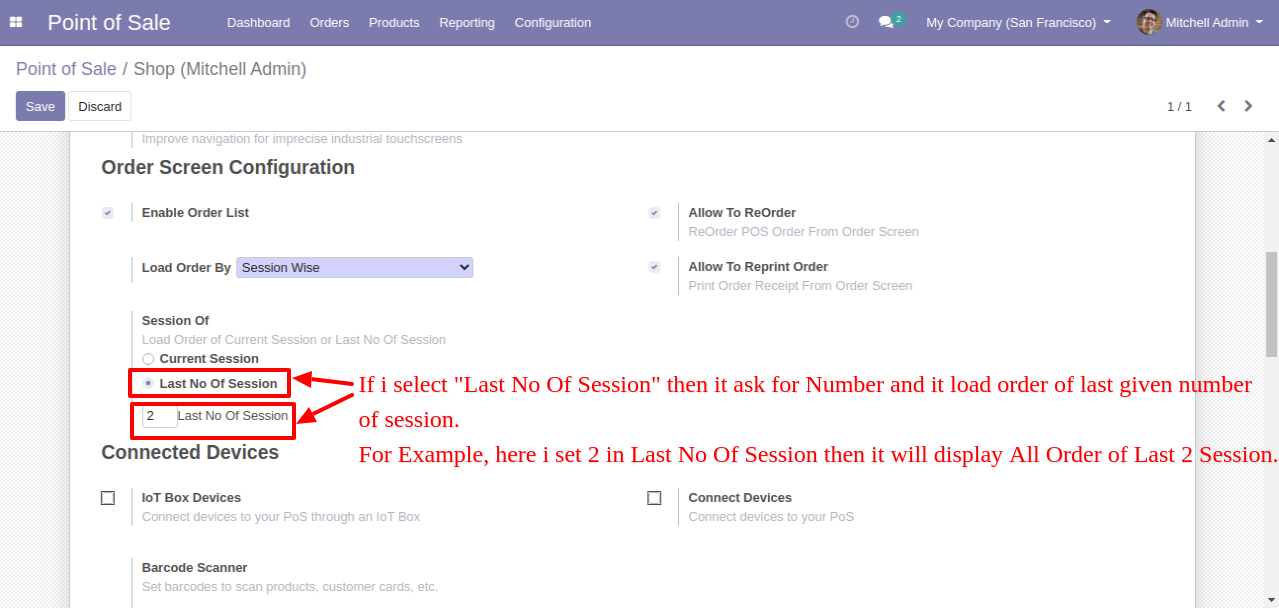 Point of Sale Dashboard Orders Products Reporting Configuration 2 My Company (San Francisco) Mitchell Admin
Point of Sale / Shop (Mitchell Admin)
Save Discard 1 / 1
Improve navigation for imprecise industrial touchscreens
Order Screen Configuration
Enable Order List Allow To ReOrder
ReOrder POS Order From Order Screen
Load Order By Session Wise Allow To Reprint Order
Print Order Receipt From Order Screen
Session Of
Load Order of Current Session or Last No Of Session
Current Session
Last No Of Session If i select "Last No Of Session" then it ask for Number and it load order of last given number
2 Last No Of Session of session.
Connected Devices For Example, here i set 2 in Last No Of Session then it will display All Order of Last 2 Session.
IoT Box Devices Connect Devices
Connect devices to your PoS through an IoT Box Connect devices to your PoS
Barcode Scanner
Set barcodes to scan products, customer cards, etc.